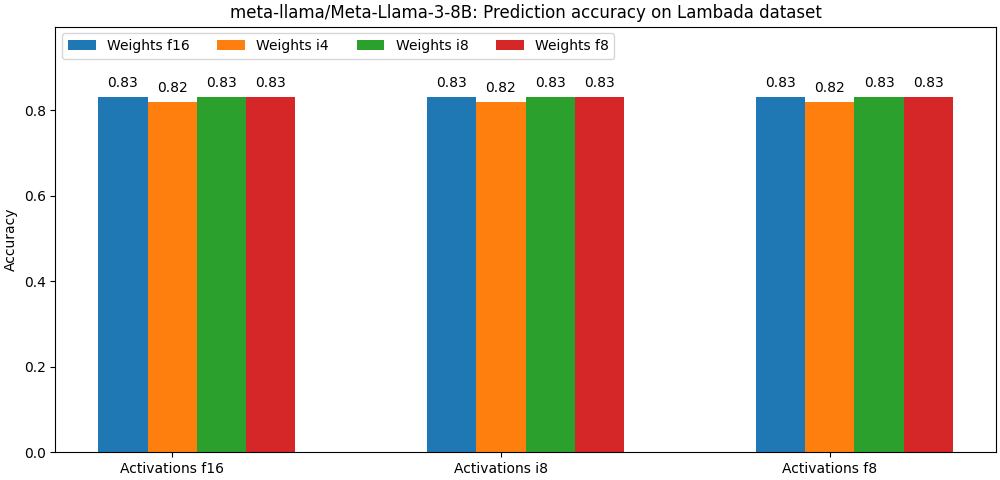 meta-llama/Meta-Llama-3-8B: Prediction accuracy on Lambada dataset
Weights f16 Weights i4 Weights i8 Weights f8
0.83 0.82 0.83 0.83 0.83 0.82 0.83 0.83 0.83 0.82 0.83 0.83
0.8
0.6
Accuracy
0.4
0.2
0.0
Activations f16 Activations i8 Activations f8